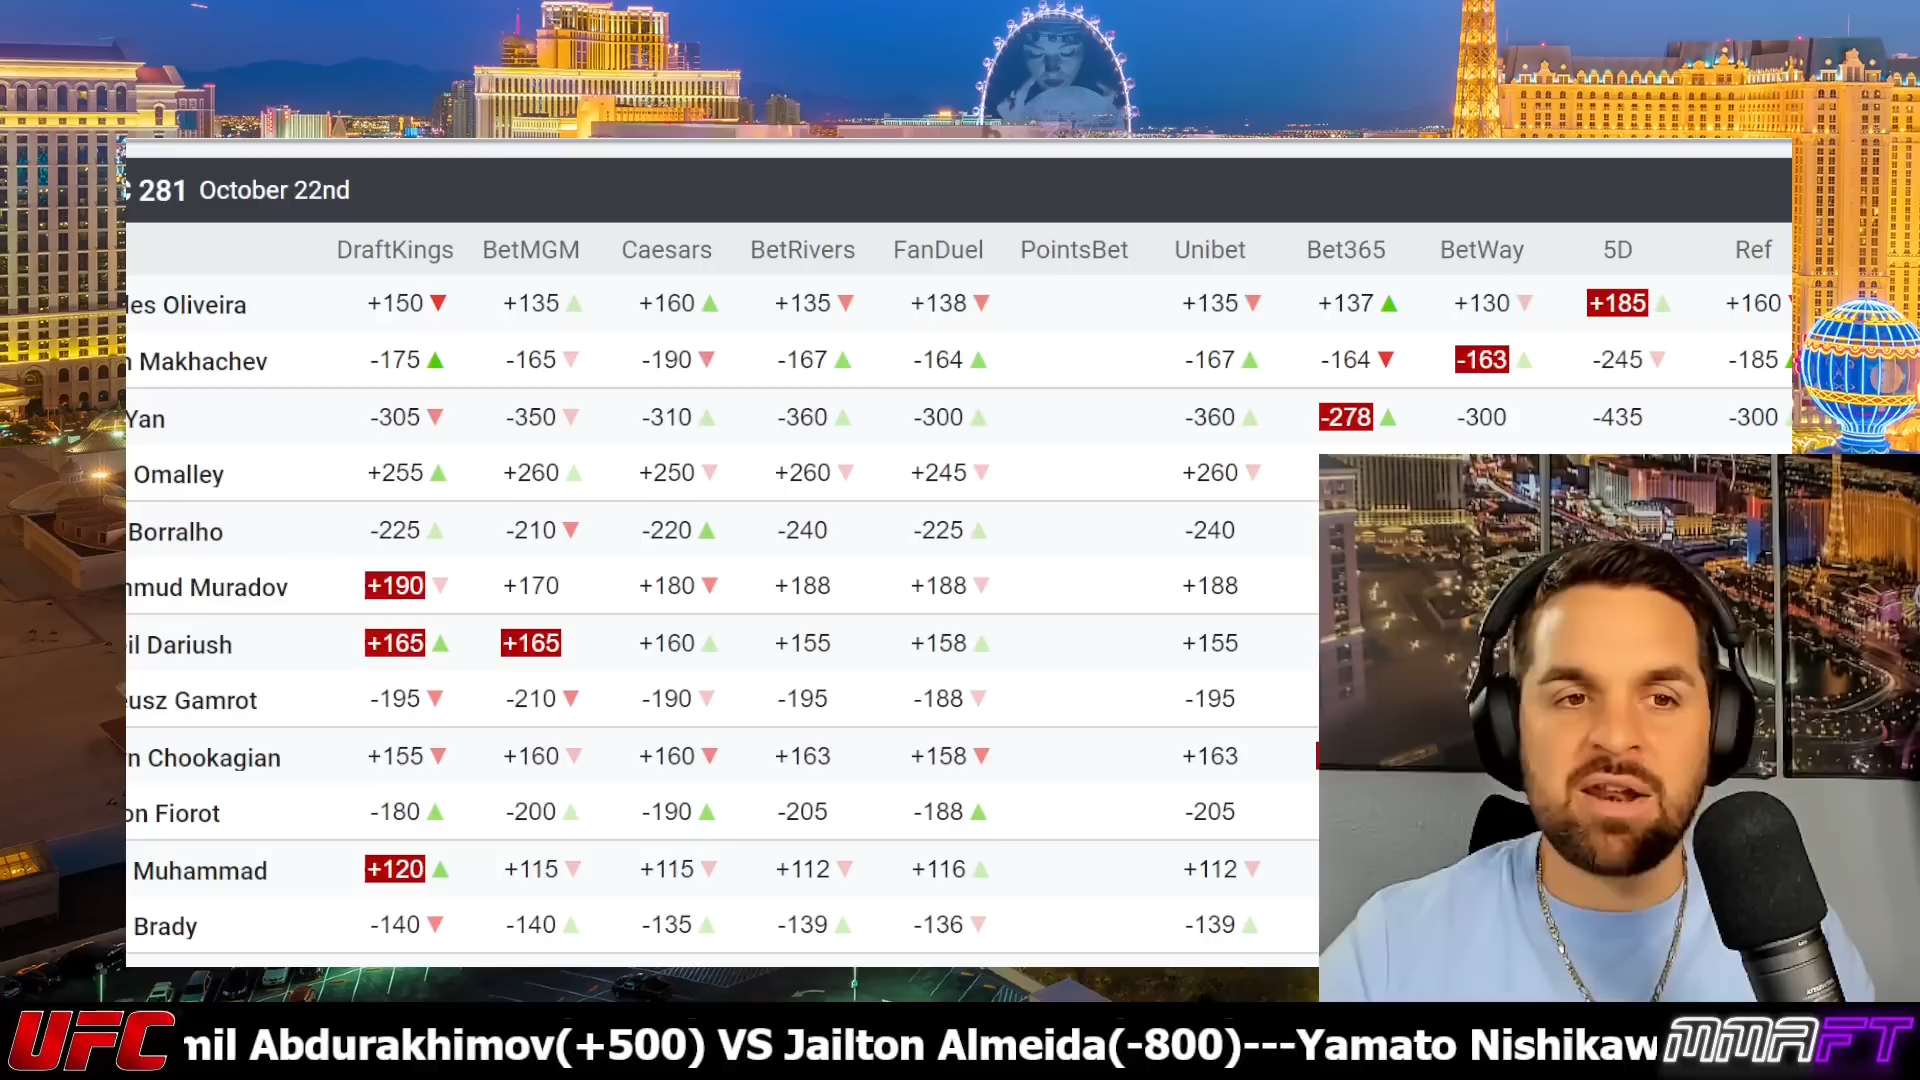 281 October 22nd
DraftKings BetMGM Caesars BetRivers FanDuel PointsBet Unibet Bet365 BetWay 5D Ref
les Oliveira +150 +135 +160 +135 +138 +135 +137 +130 +185 +160
Makhachev -175 -165 -190 -167 -164 -167 -164 -163 -245 -185
Yan -305 -350 -310 -360 -300 -360 -278 -300 -435 -300
Omalley +255 +260 +250 +260 +245 +260
Borralho -225 -210 -220 -240 -225 -240
mud Muradov +190 +170 +180 +188 +188 +188
il Dariush +165 +165 +160 +155 +158 +155
eusz Gamrot -195 -210 -190 -195 -188 -195
n Chookagian +155 +160 +160 +163 +158 +163
on Fiorot -180 -200 -190 -205 -188 -205
Muhammad +120 +115 +115 +112 +116 +112
Brady -140 -140 -135 -139 -136 -139
UFC mil Abdurakhimov(+500) VS Jailton Almeida(-800)---Yamato Nishikaw MMAFT